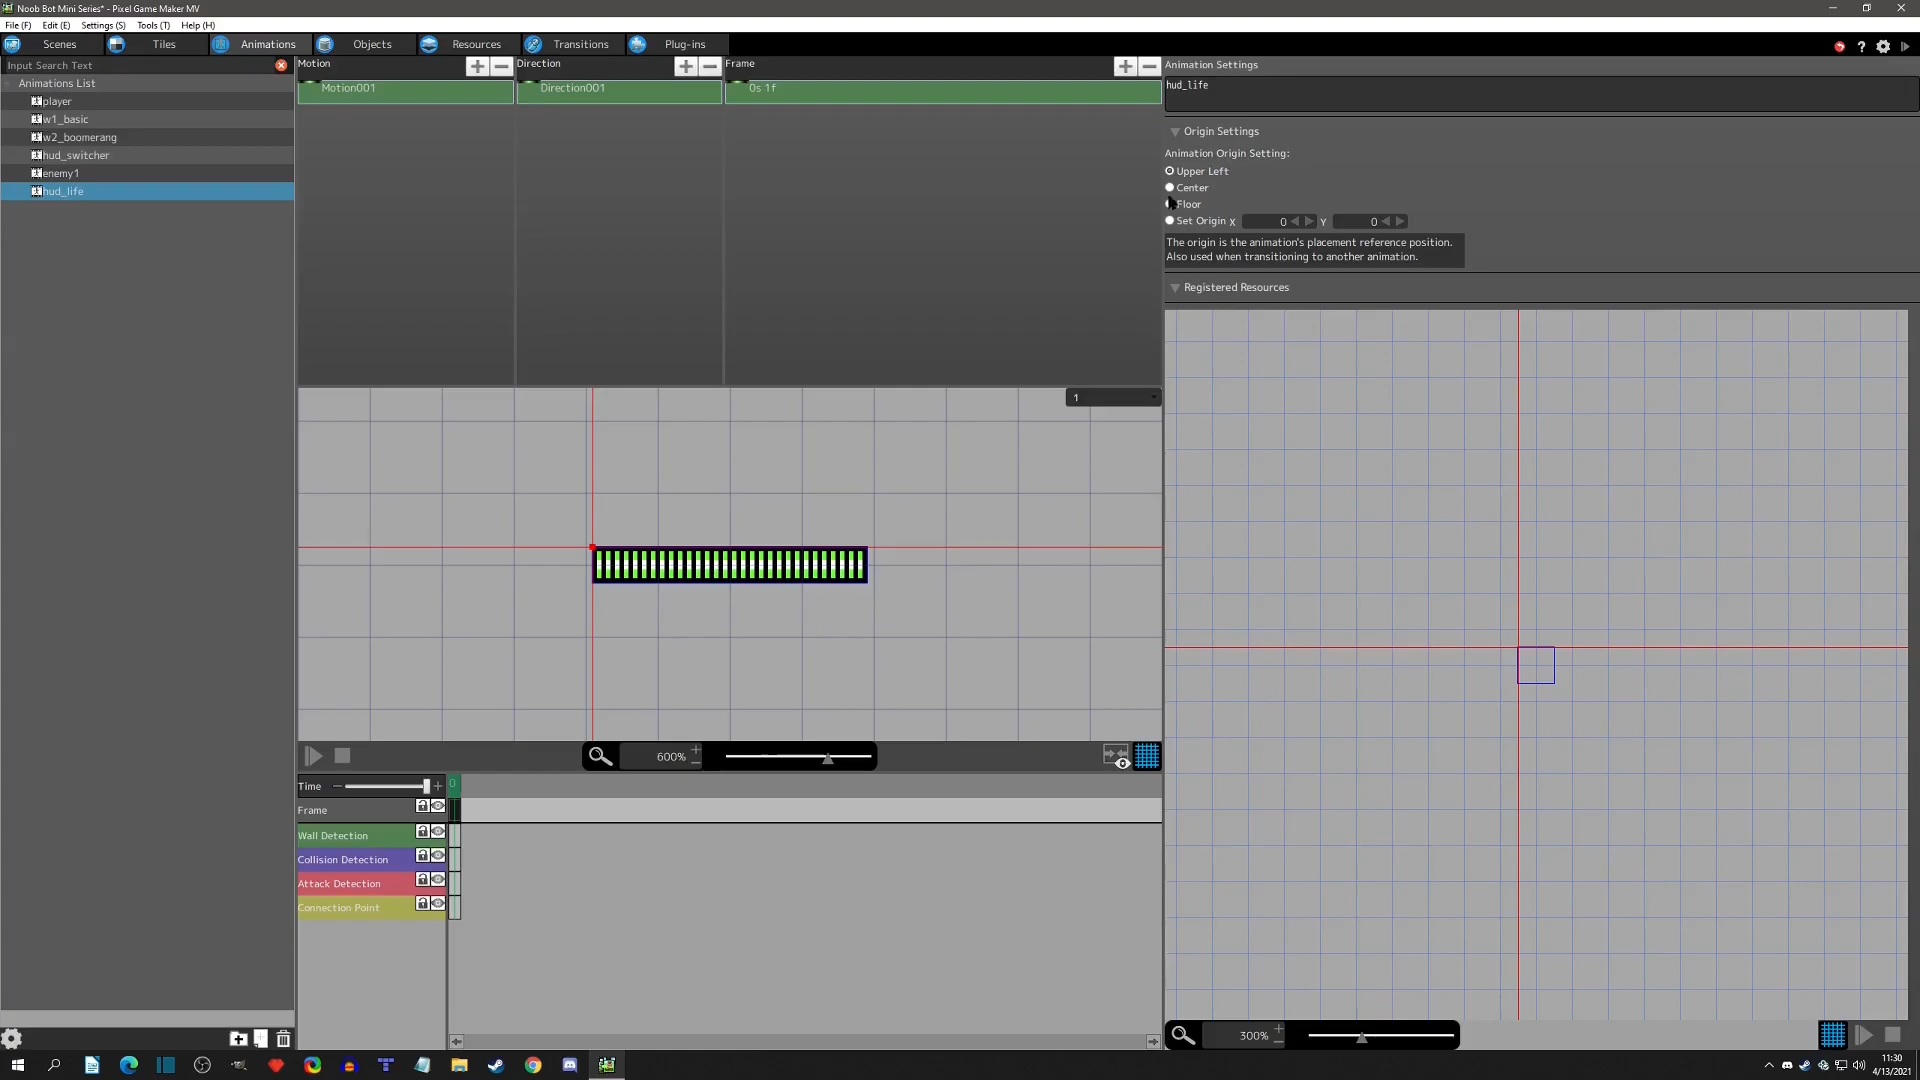 Noob Bot Mini Series* - Pixel Game Maker MV
File (F) Edit (E) Settings (S) Tools (T) Help (H)
Scenes Tiles Animations Objects Resources Transitions Plug-ins
Input Search Text
Animations List
player
w1_basic
w2_boomerang
hud_switcher
enemy1
hud_life
Motion Direction Frame
Motion001 Direction001 0s 1f
1
600%
Time 0
Frame
Wall Detection
Collision Detection
Attack Detection
Connection Point
Animation Settings
hud_life
Origin Settings
Animation Origin Setting:
Upper Left
Center
Floor
Set Origin X 0 Y 0
The origin is the animation's placement reference position.
Also used when transitioning to another animation.
Registered Resources
300%
11:30
4/13/2021